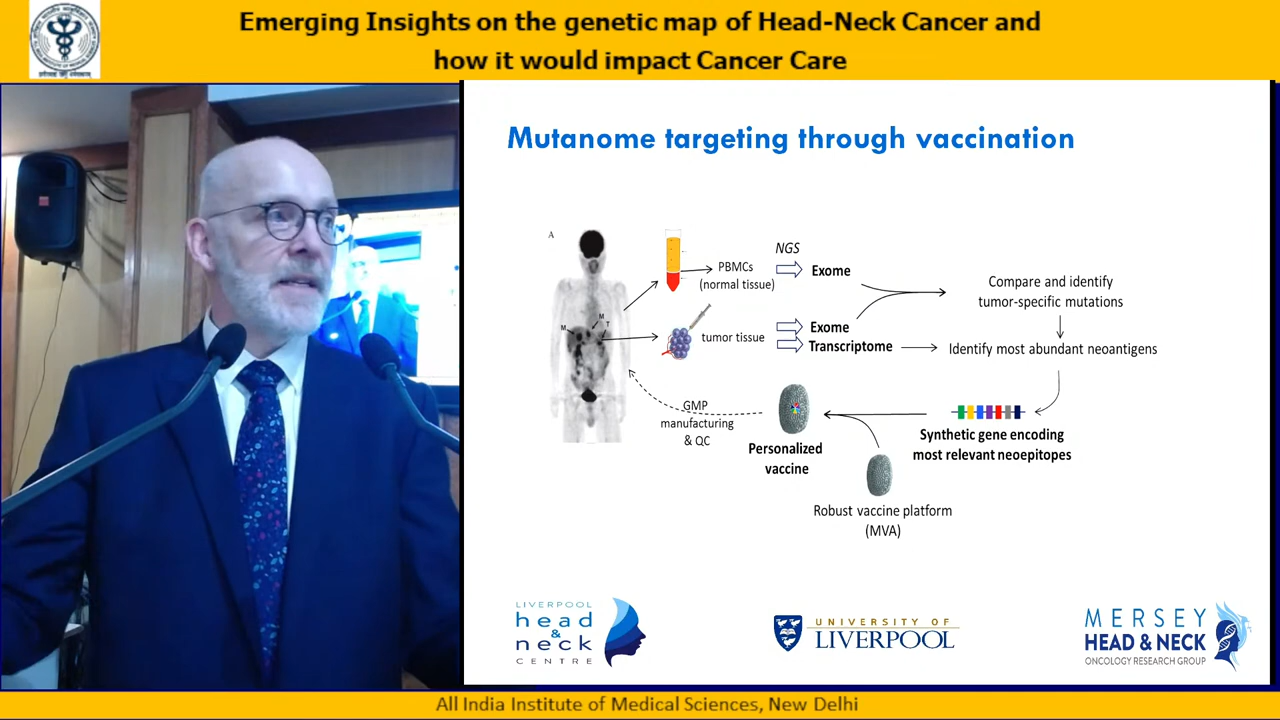 Emerging Insights on the genetic map of Head-Neck Cancer and
how it would impact Cancer Care
Mutanome targeting through vaccination
A
M
M
T
PBMCs
(normal tissue)
NGS
Exome
tumor tissue
Exome
Transcriptome
Compare and identify
tumor-specific mutations
Identify most abundant neoantigens
Synthetic gene encoding
most relevant neoepitopes
GMP
manufacturing
& QC
Personalized
vaccine
Robust vaccine platform
(MVA)
LIVERPOOL
head
&
neck
CENTRE
UNIVERSITY OF
LIVERPOOL
MERSEY
HEAD & NECK
ONCOLOGY RESEARCH GROUP
All India Institute of Medical Sciences, New Delhi